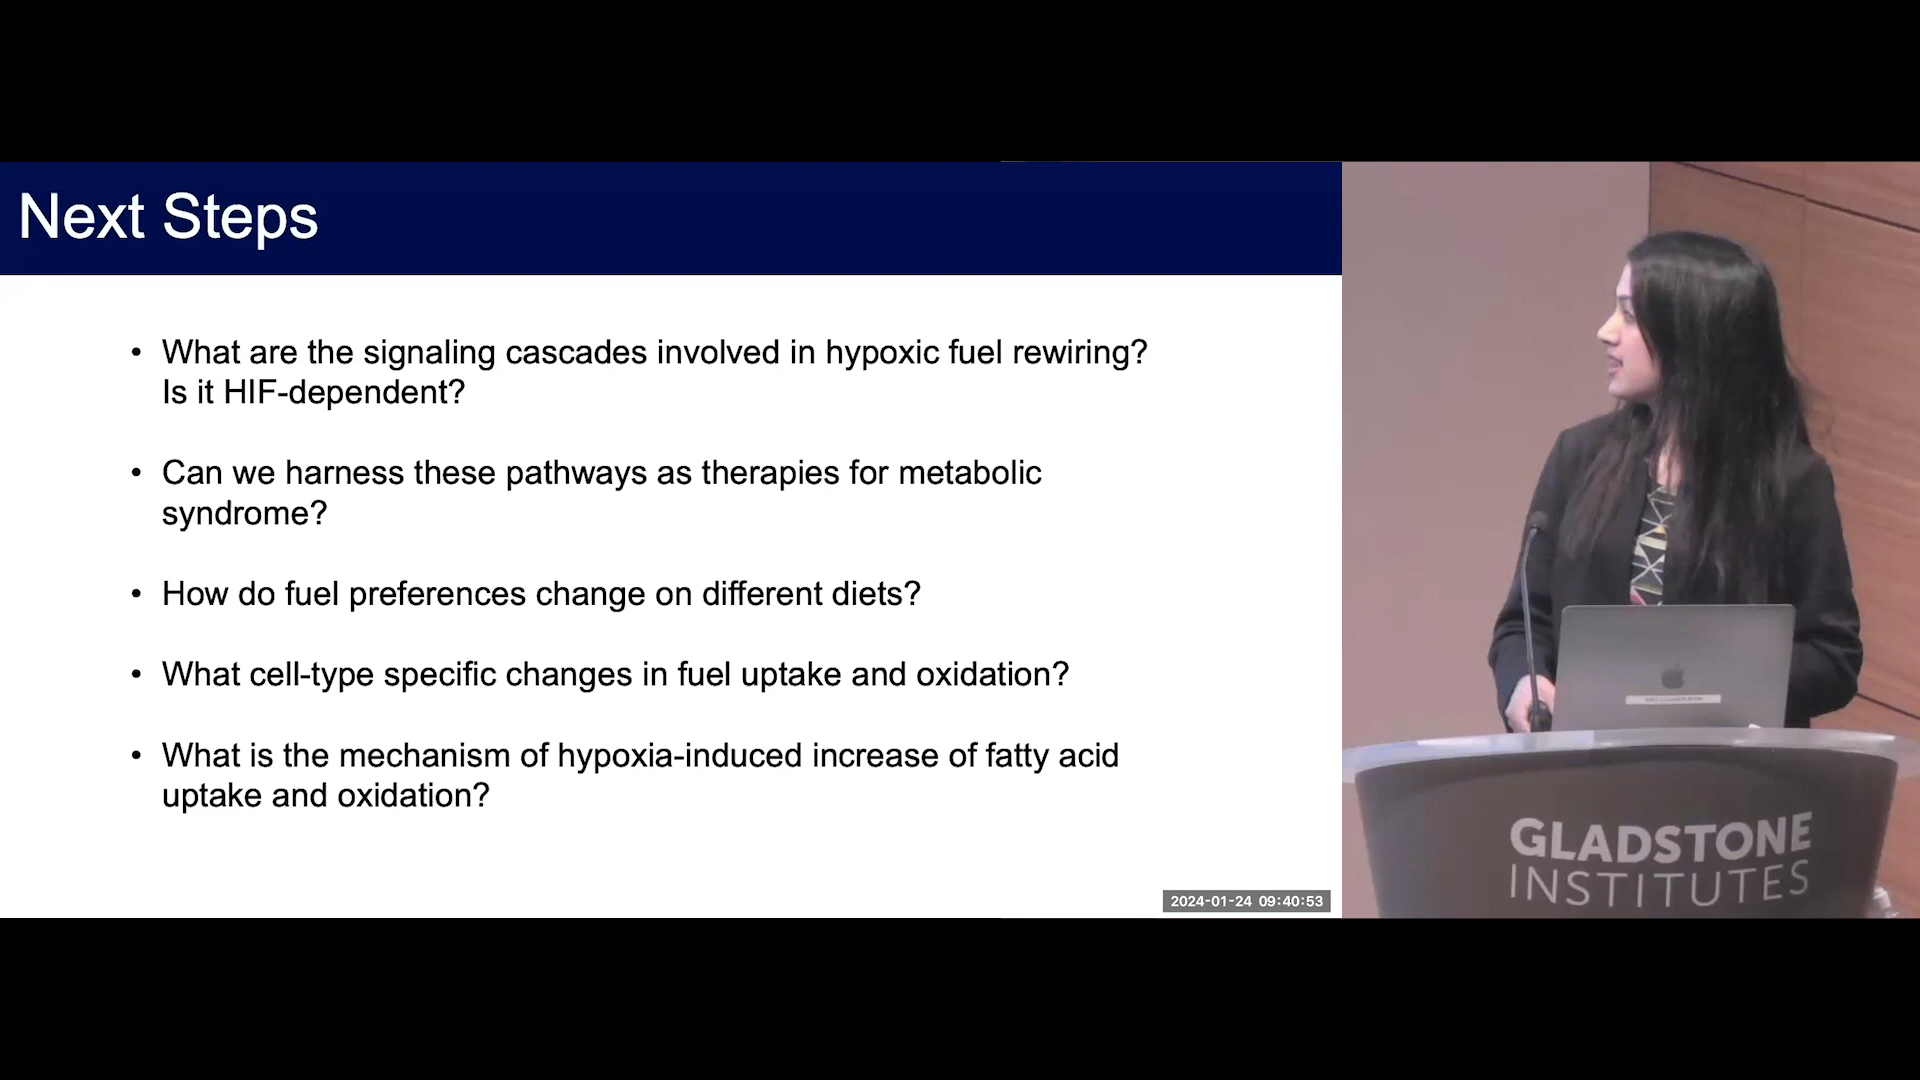 Next Steps
• What are the signaling cascades involved in hypoxic fuel rewiring?
Is it HIF-dependent?
• Can we harness these pathways as therapies for metabolic
syndrome?
• How do fuel preferences change on different diets?
• What cell-type specific changes in fuel uptake and oxidation?
• What is the mechanism of hypoxia-induced increase of fatty acid
uptake and oxidation?
2024-01-24 09:40:53
GLADSTONE
INSTITUTES